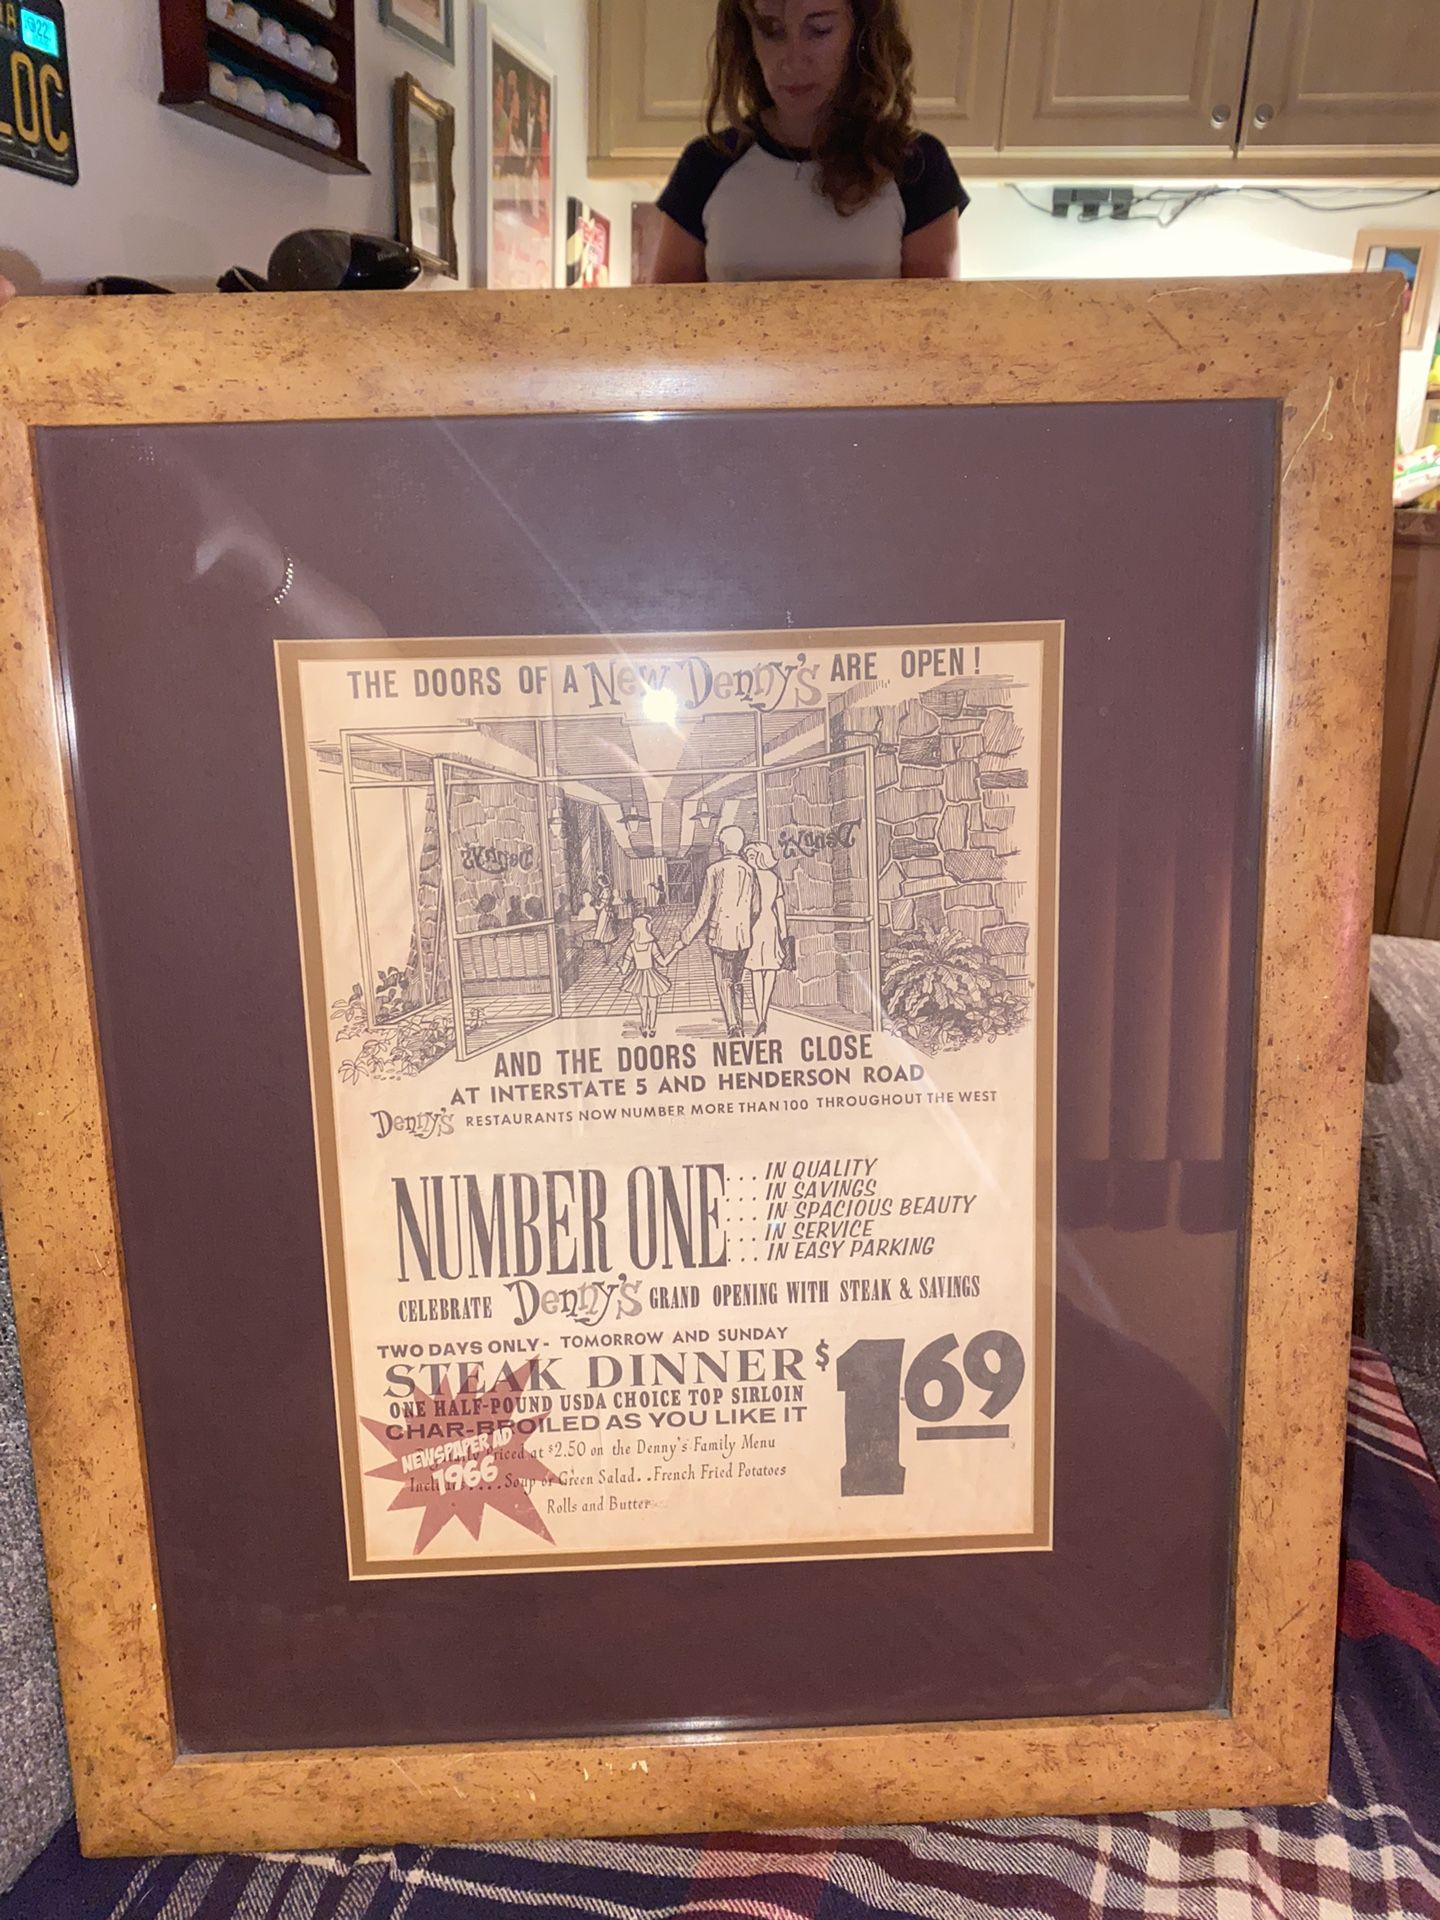 22
LOC
THE DOORS OF A New Denny's ARE OPEN!
Denny's
Denny's
AND THE DOORS NEVER CLOSE
AT INTERSTATE 5 AND HENDERSON ROAD
Denny's RESTAURANTS NOW NUMBER MORE THAN 100 THROUGHOUT THE WEST
NUMBER ONE... IN QUALITY
... IN SAVINGS
... IN SPACIOUS BEAUTY
... IN SERVICE
... IN EASY PARKING
CELEBRATE Denny's GRAND OPENING WITH STEAK & SAVINGS
TWO DAYS ONLY - TOMORROW AND SUNDAY
STEAK DINNER $1.69
ONE HALF-POUND USDA CHOICE TOP SIRLOIN
CHAR-BROILED AS YOU LIKE IT
Priced at $2.50 on the Denny's Family Menu
.... Soup or Green Salad.. French Fried Potatoes
Rolls and Butter
NEWSPAPER AD
1966